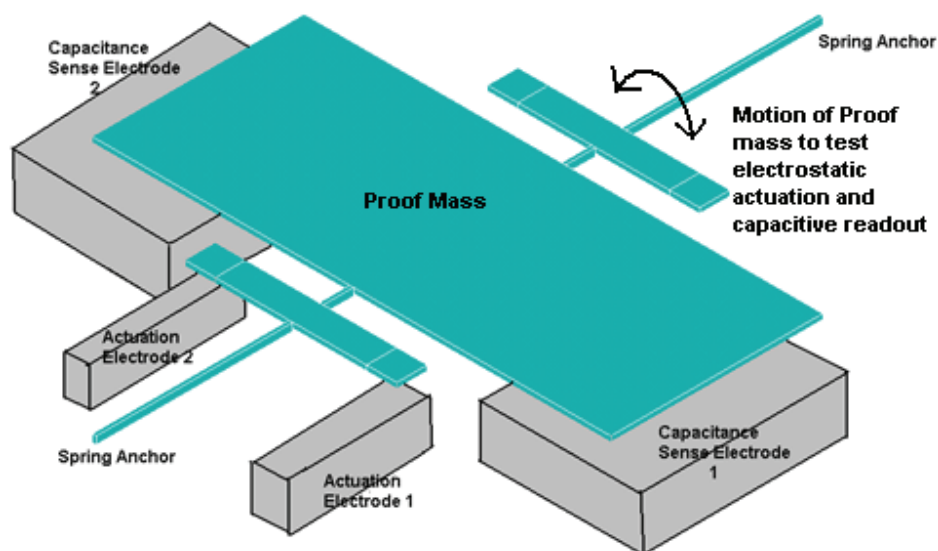 Capacitance
Sense Electrode
2
Spring Anchor
Motion of Proof
mass to test
electrostatic
actuation and
capacitive readout
Proof Mass
Actuation
Electrode 2
Spring Anchor
Actuation
Electrode 1
Capacitance
Sense Electrode
1